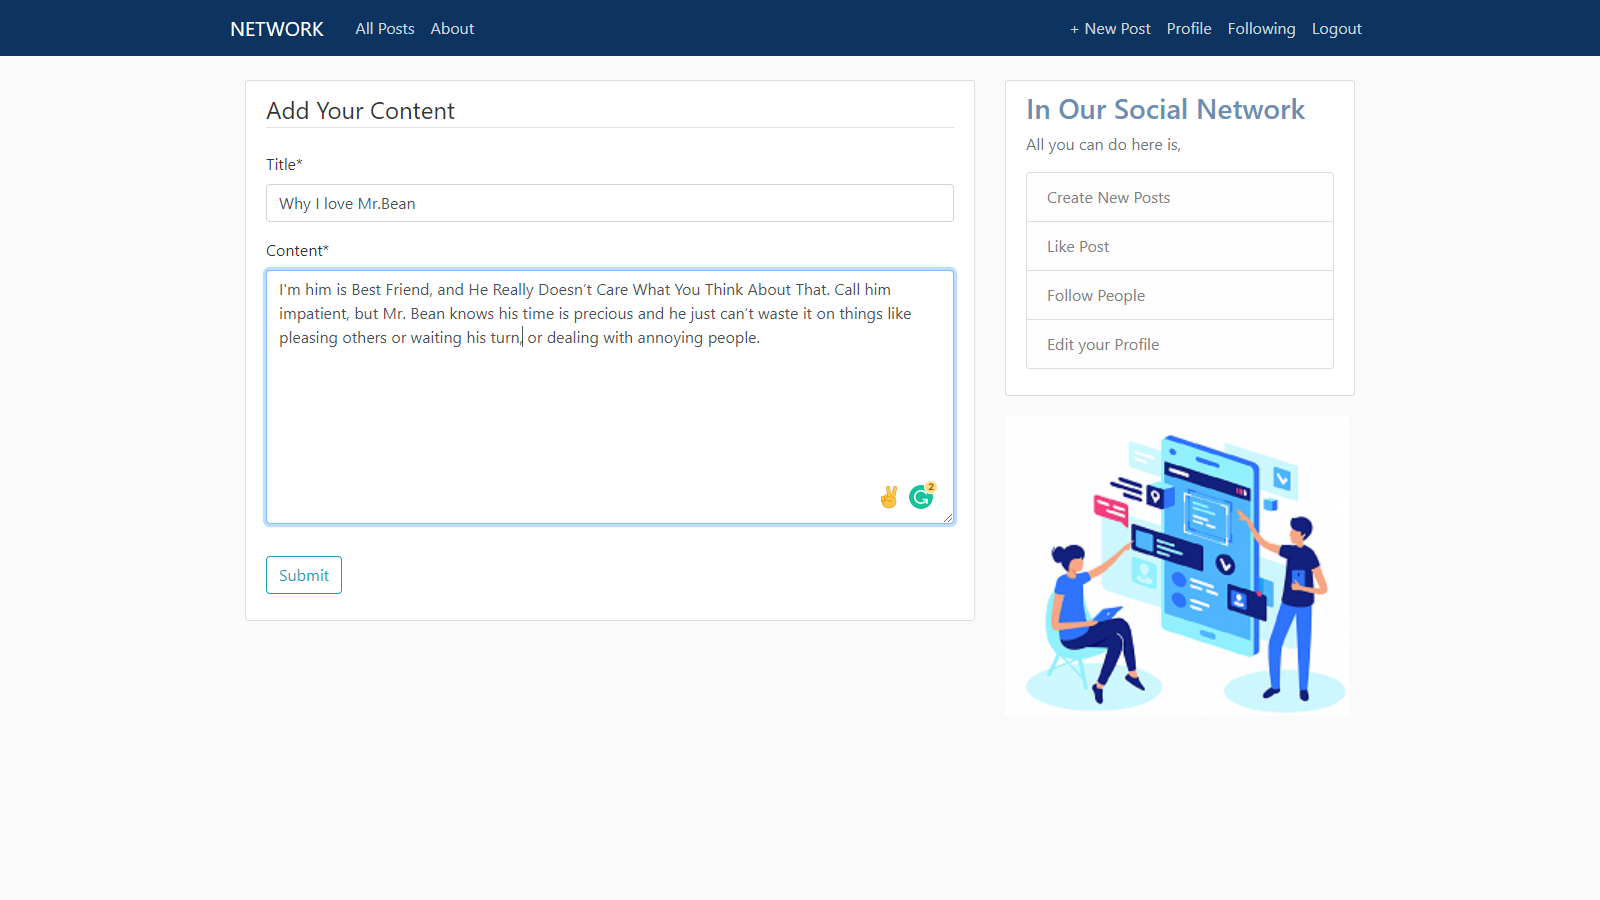 NETWORK All Posts About + New Post Profile Following Logout
Add Your Content
Title*
Why I love Mr.Bean
Content*
I'm him is Best Friend, and He Really Doesn’t Care What You Think About That. Call him
impatient, but Mr. Bean knows his time is precious and he just can’t waste it on things like
pleasing others or waiting his turn, or dealing with annoying people.
2
Submit
In Our Social Network
All you can do here is,
Create New Posts
Like Post
Follow People
Edit your Profile